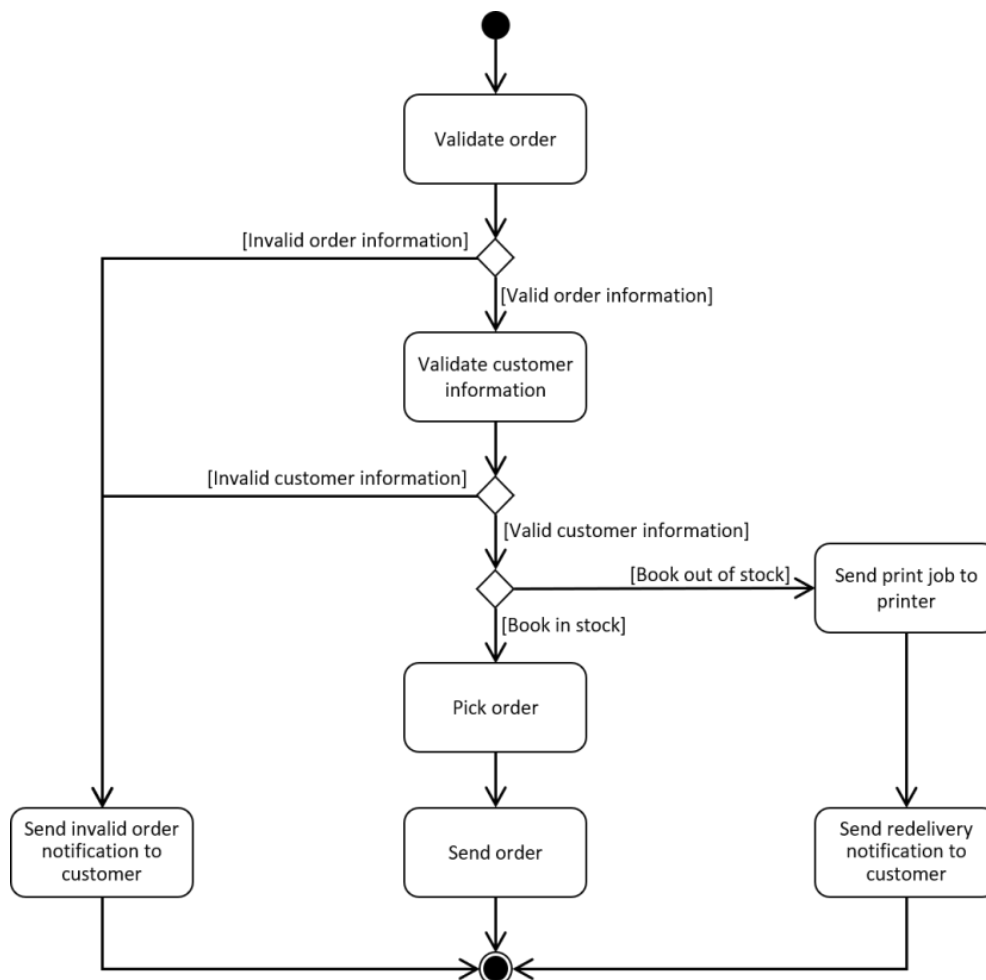 Validate order
[Invalid order information]
[Valid order information]
Validate customer
information
[Invalid customer information]
[Valid customer information]
[Book out of stock]
Send print job to
printer
[Book in stock]
Pick order
Send invalid order
notification to
customer
Send order
Send redelivery
notification to
customer